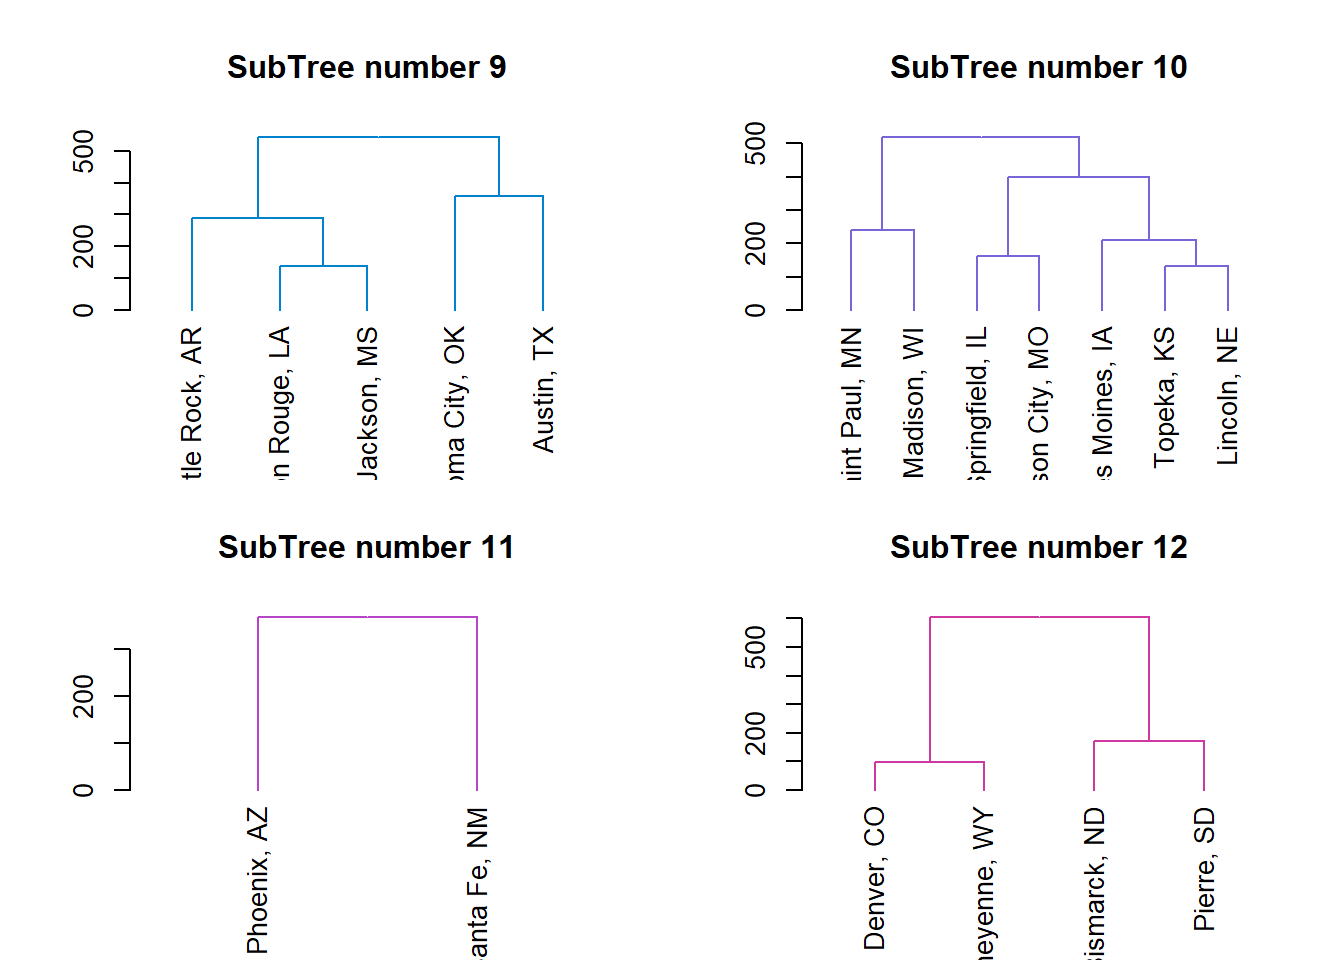 SubTree number 9
500
200
0
tle Rock, AR
n Rouge, LA
Jackson, MS
oma City, OK
Austin, TX
SubTree number 10
500
200
0
int Paul, MN
Madison, WI
Springfield, IL
son City, MO
s Moines, IA
Topeka, KS
Lincoln, NE
SubTree number 11
200
0
Phoenix, AZ
anta Fe, NM
SubTree number 12
500
200
0
Denver, CO
heyenne, WY
Bismarck, ND
Pierre, SD